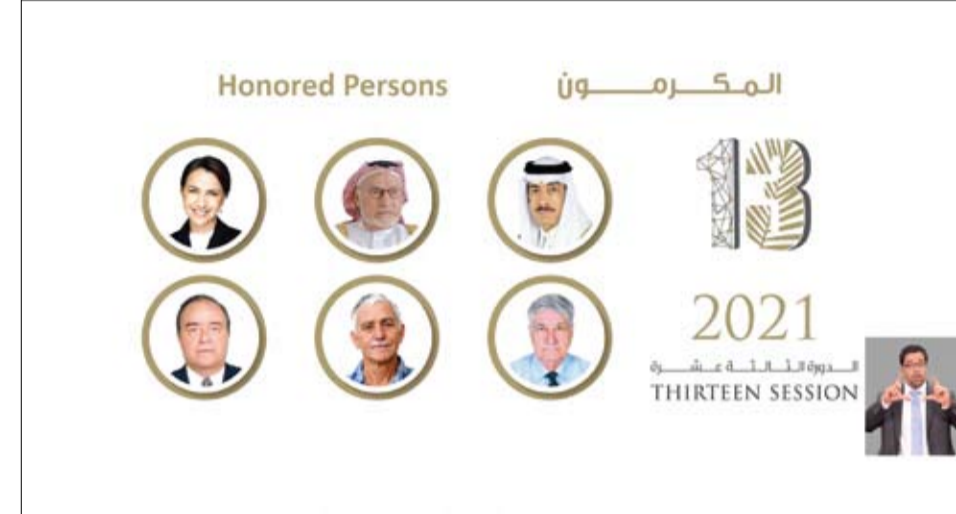 Honored Persons
المكرمون
13
2021
الدورة الثالثة عشرة
THIRTEEN SESSION